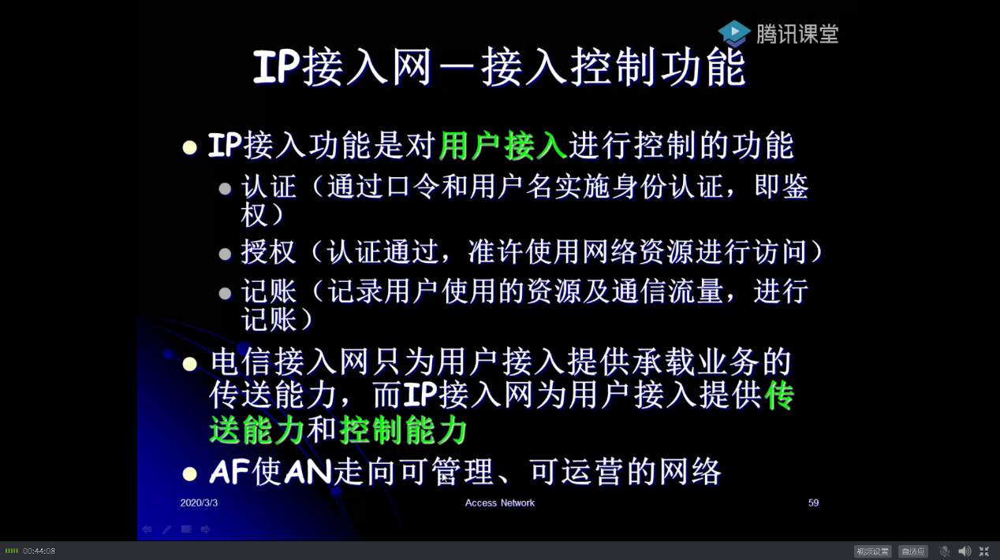 腾讯课堂
IP接入网－接入控制功能
IP接入功能是对用户接入进行控制的功能
认证（通过口令和用户名实施身份认证，即鉴
权）
授权（认证通过，准许使用网络资源进行访问）
记账（记录用户使用的资源及通信流量，进行
记账）
电信接入网只为用户接入提供承载业务的
传送能力，而IP接入网为用户接入提供传
送能力和控制能力
AF使AN走向可管理、可运营的网络
2020/3/3 Access Network 59
00:44:08 视频设置 自适应